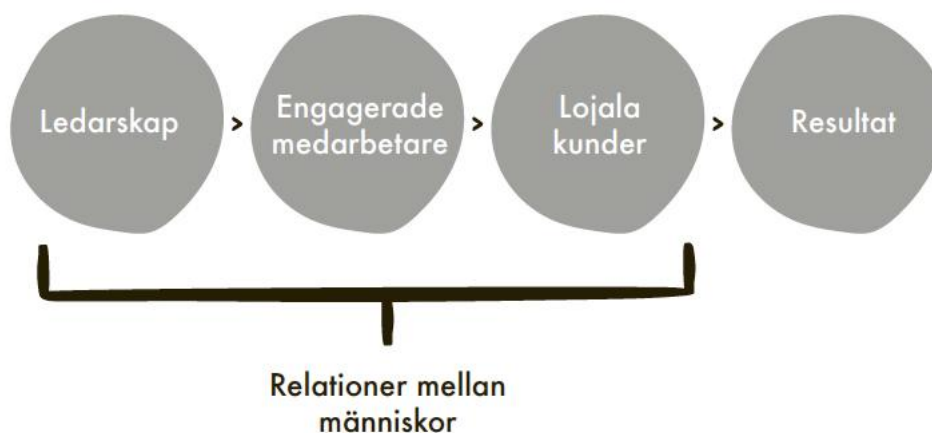 Ledarskap
>
Engagerade
medarbetare
>
Lojala
kunder
>
Resultat
Relationer mellan
människor